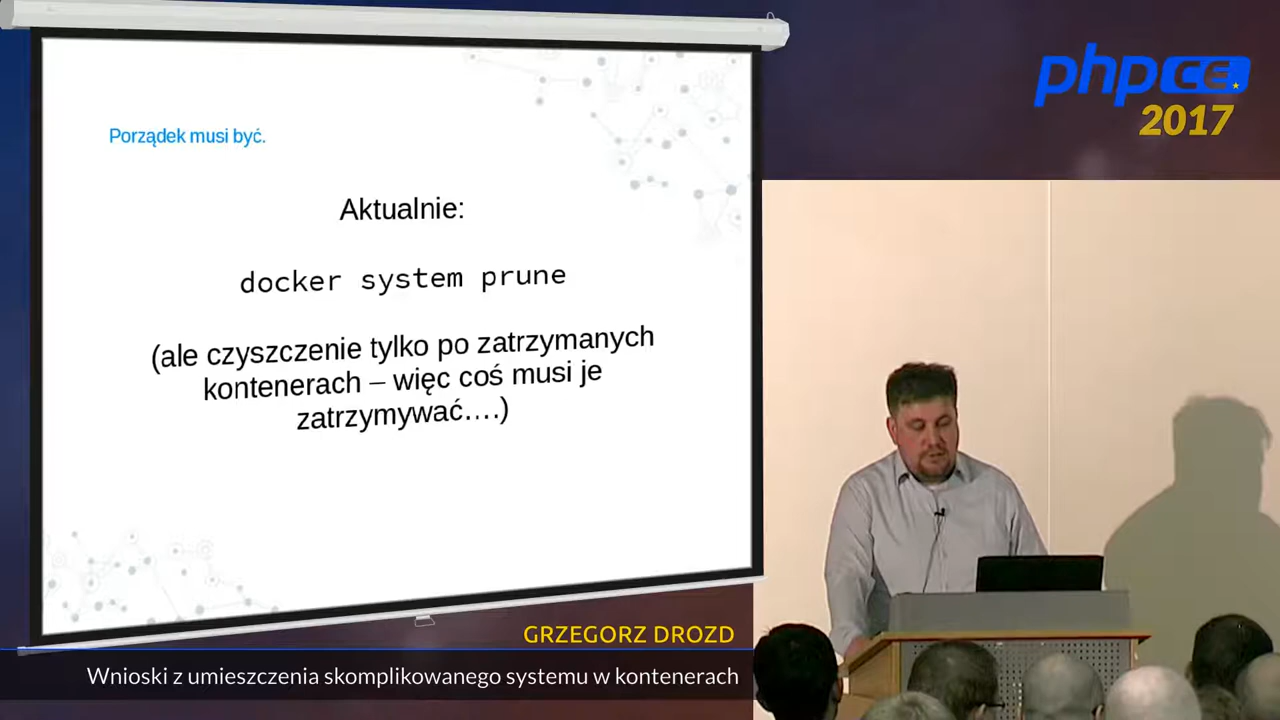 Porządek musi być.
Aktualnie:
docker system prune
(ale czyszczenie tylko po zatrzymanych
kontenerach – więc coś musi je
zatrzymywać….)
phpCE
2017
GRZEGORZ DROZD
Wnioski z umieszczenia skomplikowanego systemu w kontenerach